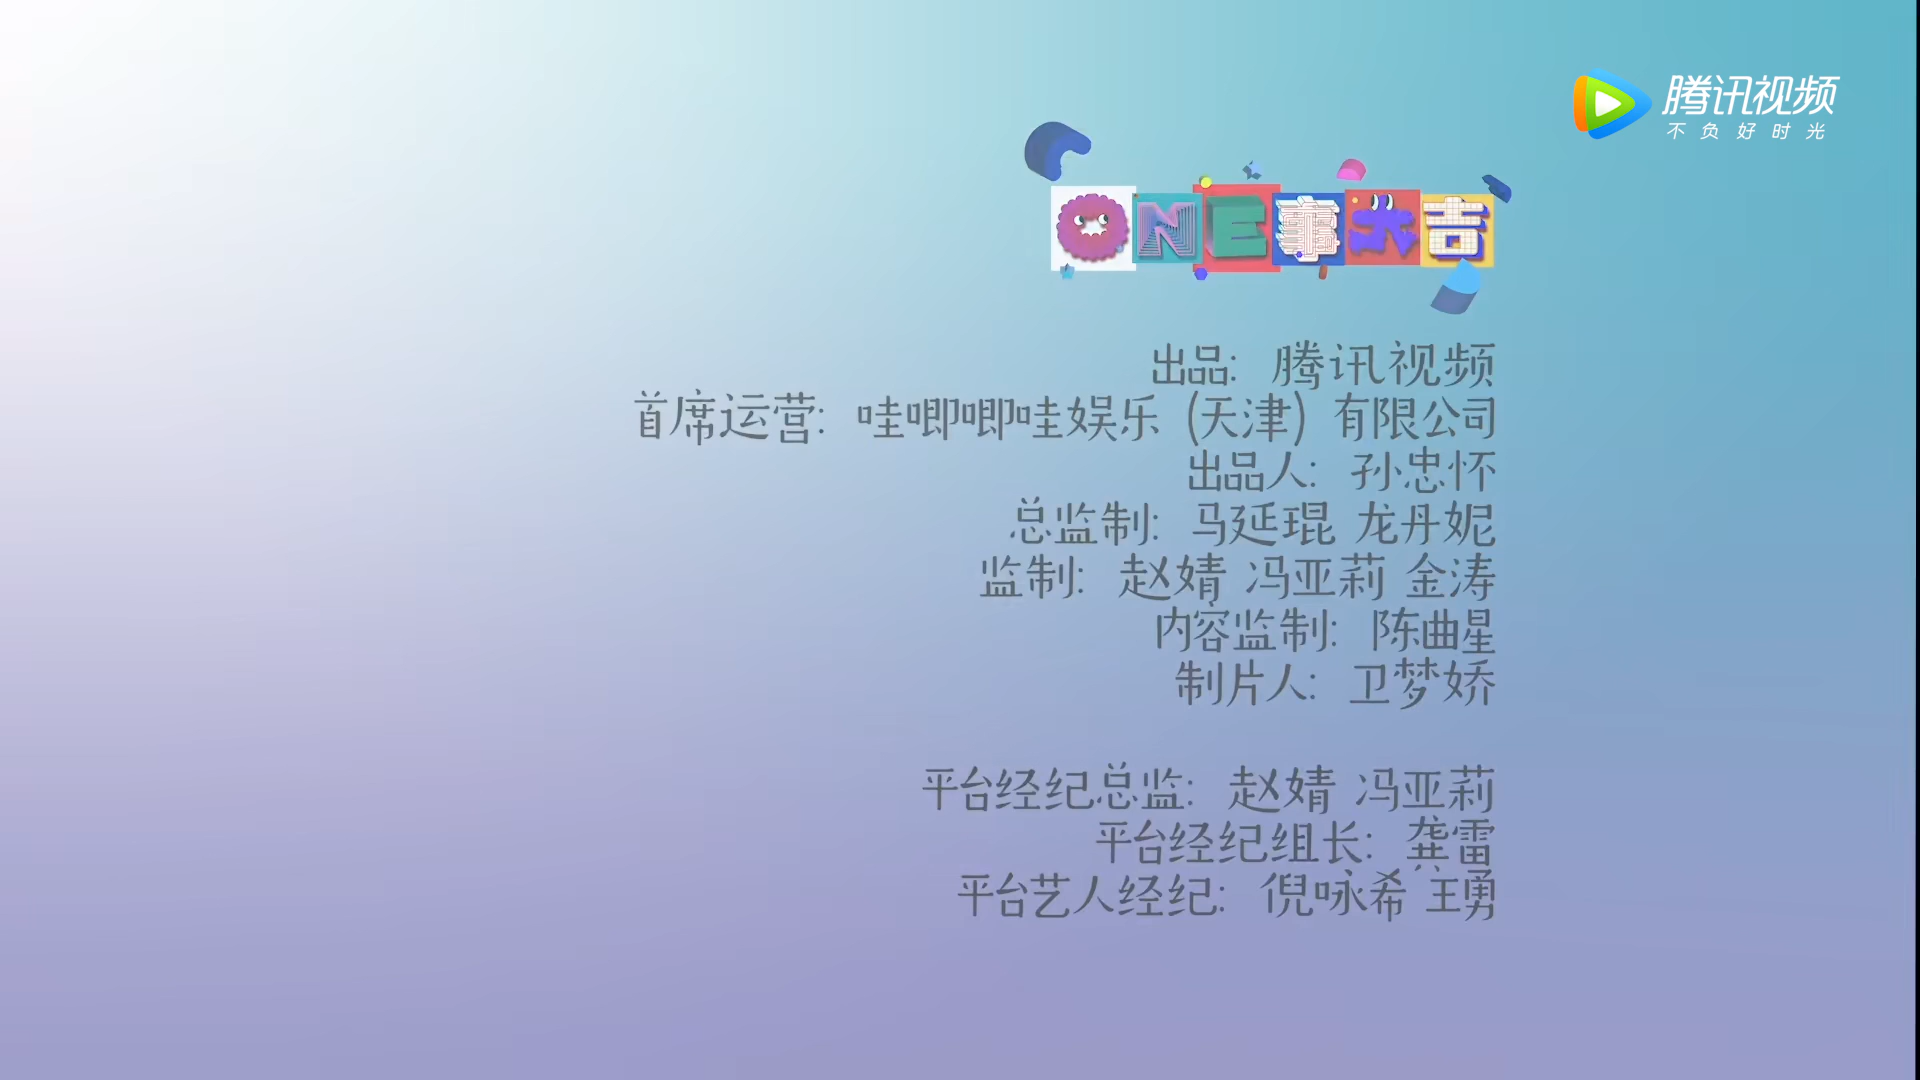 腾讯视频
不负好时光
ONE事大吉
出品: 腾讯视频
首席运营: 哇唧唧哇娱乐(天津)有限公司
出品人: 孙忠怀
总监制: 马延琨 龙丹妮
监制: 赵婧 冯亚莉 金涛
内容监制: 陈曲星
制片人: 卫梦娇
平台经纪总监: 赵婧 冯亚莉
平台经纪组长: 龚雷
平台艺人经纪: 倪咏希 王勇